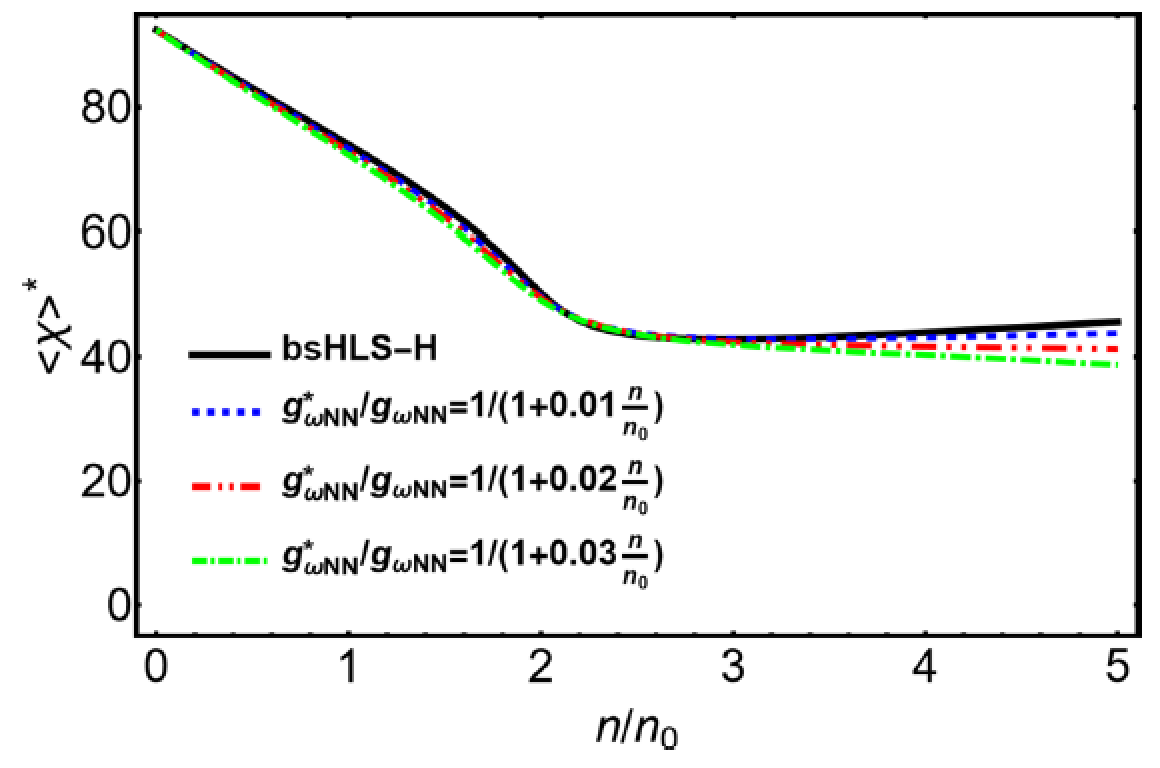 80
60
40
20
0
<χ>*
bsHLS–H
g*ωNN/gωNN=1/(1+0.01 n/n0)
g*ωNN/gωNN=1/(1+0.02 n/n0)
g*ωNN/gωNN=1/(1+0.03 n/n0)
0 1 2 3 4 5
n/n0